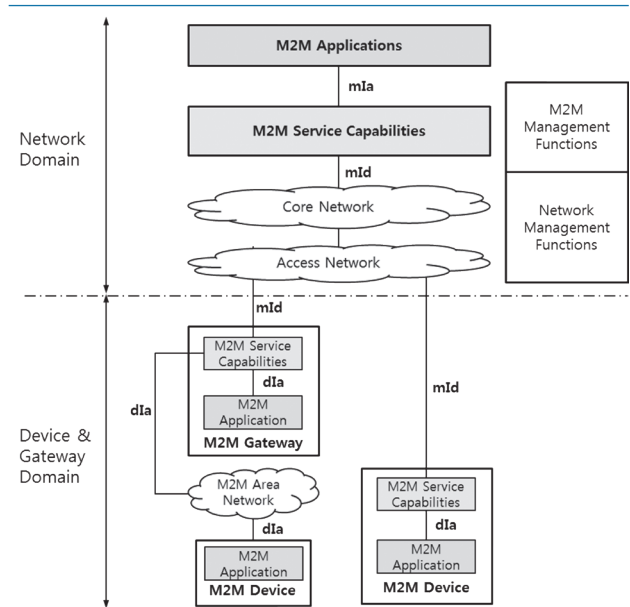 M2M Applications
mIa
M2M Service Capabilities
mId
Core Network
Access Network
Network
Domain
M2M
Management
Functions
Network
Management
Functions
mId
M2M Service
Capabilities
dIa
M2M
Application
M2M Gateway
dIa
mId
Device &
Gateway
Domain
M2M Area
Network
dIa
M2M
Application
M2M Device
M2M Service
Capabilities
dIa
M2M
Application
M2M Device